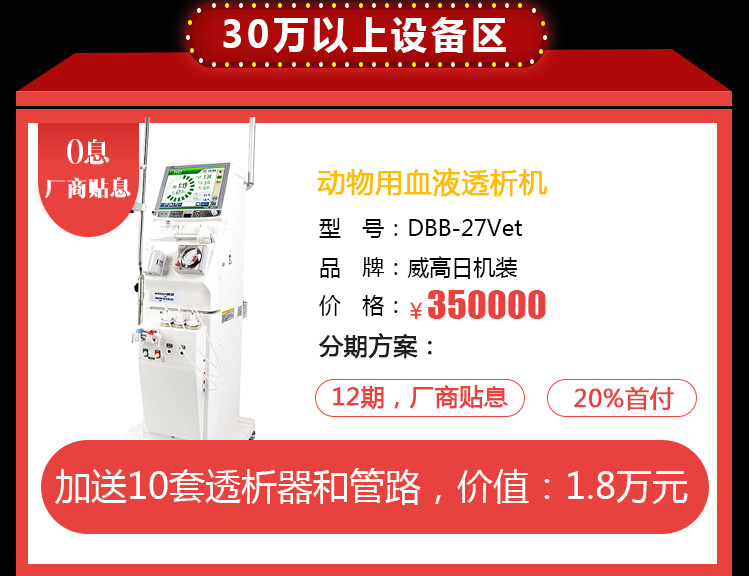 30万以上设备区
0息
厂商贴息
动物用血液透析机
型 号：DBB-27Vet
品 牌：威高日机装
价 格：￥350000
分期方案：
12期，厂商贴息
20%首付
加送10套透析器和管路，价值：1.8万元